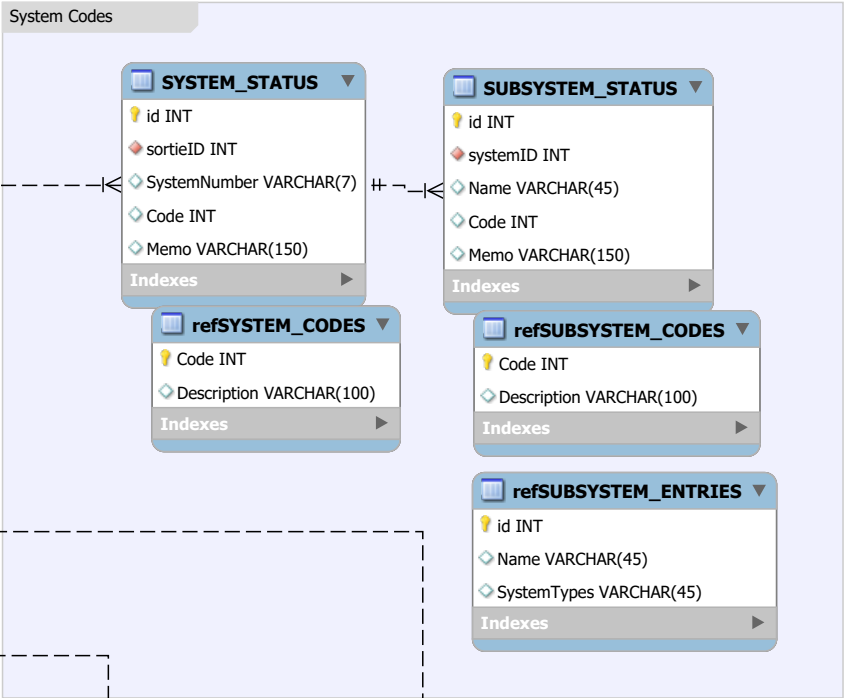 System Codes
SYSTEM_STATUS
id INT
sortieID INT
SystemNumber VARCHAR(7)
Code INT
Memo VARCHAR(150)
Indexes
SUBSYSTEM_STATUS
id INT
systemID INT
Name VARCHAR(45)
Code INT
Memo VARCHAR(150)
Indexes
refSYSTEM_CODES
Code INT
Description VARCHAR(100)
Indexes
refSUBSYSTEM_CODES
Code INT
Description VARCHAR(100)
Indexes
refSUBSYSTEM_ENTRIES
id INT
Name VARCHAR(45)
SystemTypes VARCHAR(45)
Indexes